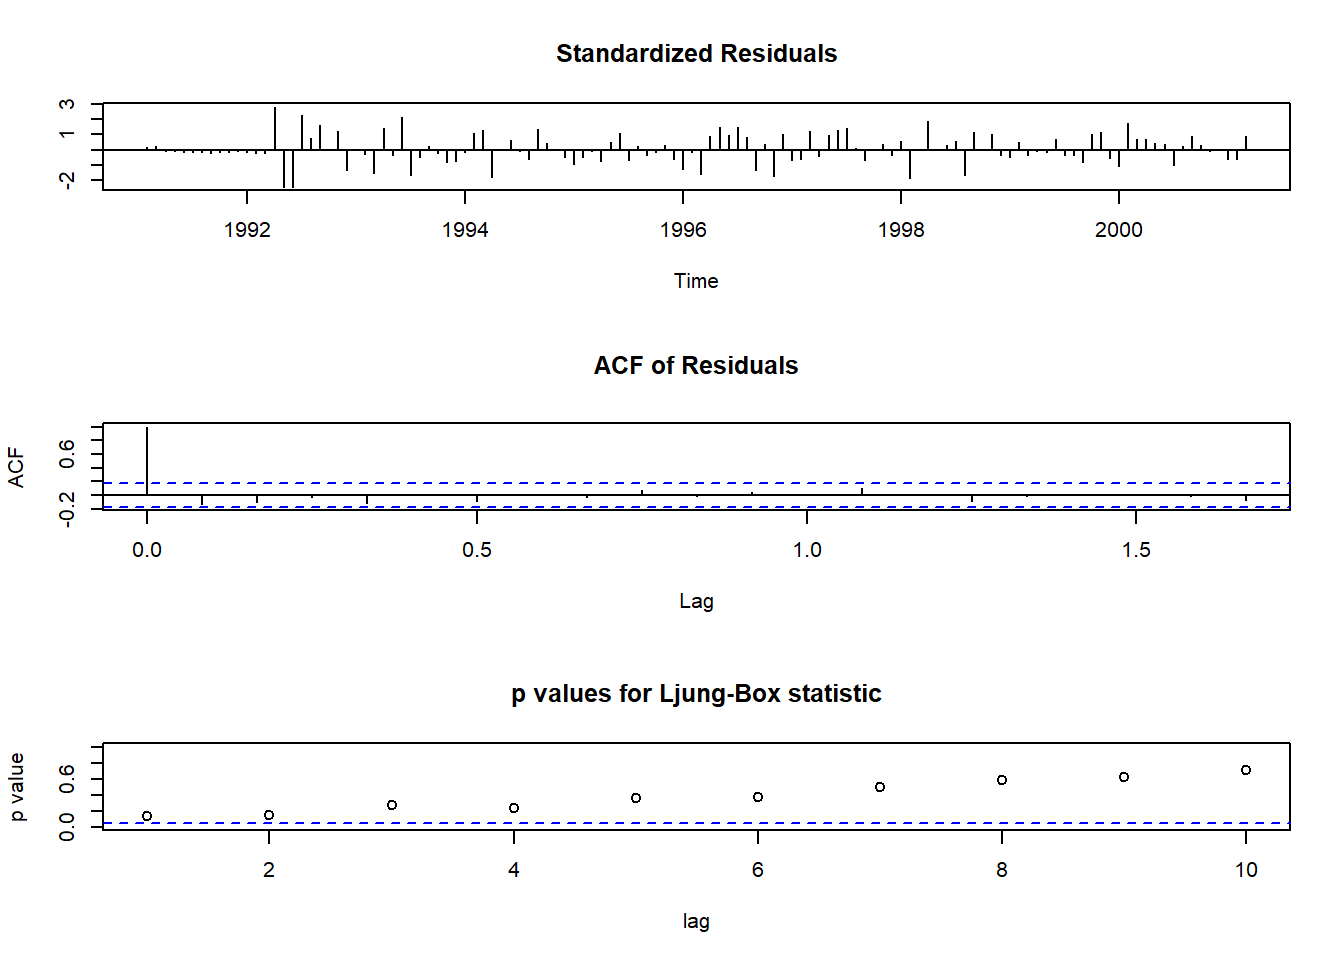 Standardized Residuals
3
1
-2
1992 1994 1996 1998 2000
Time
ACF of Residuals
ACF
0.6
-0.2
0.0 0.5 1.0 1.5
Lag
p values for Ljung-Box statistic
p value
0.6
0.0
2 4 6 8 10
lag